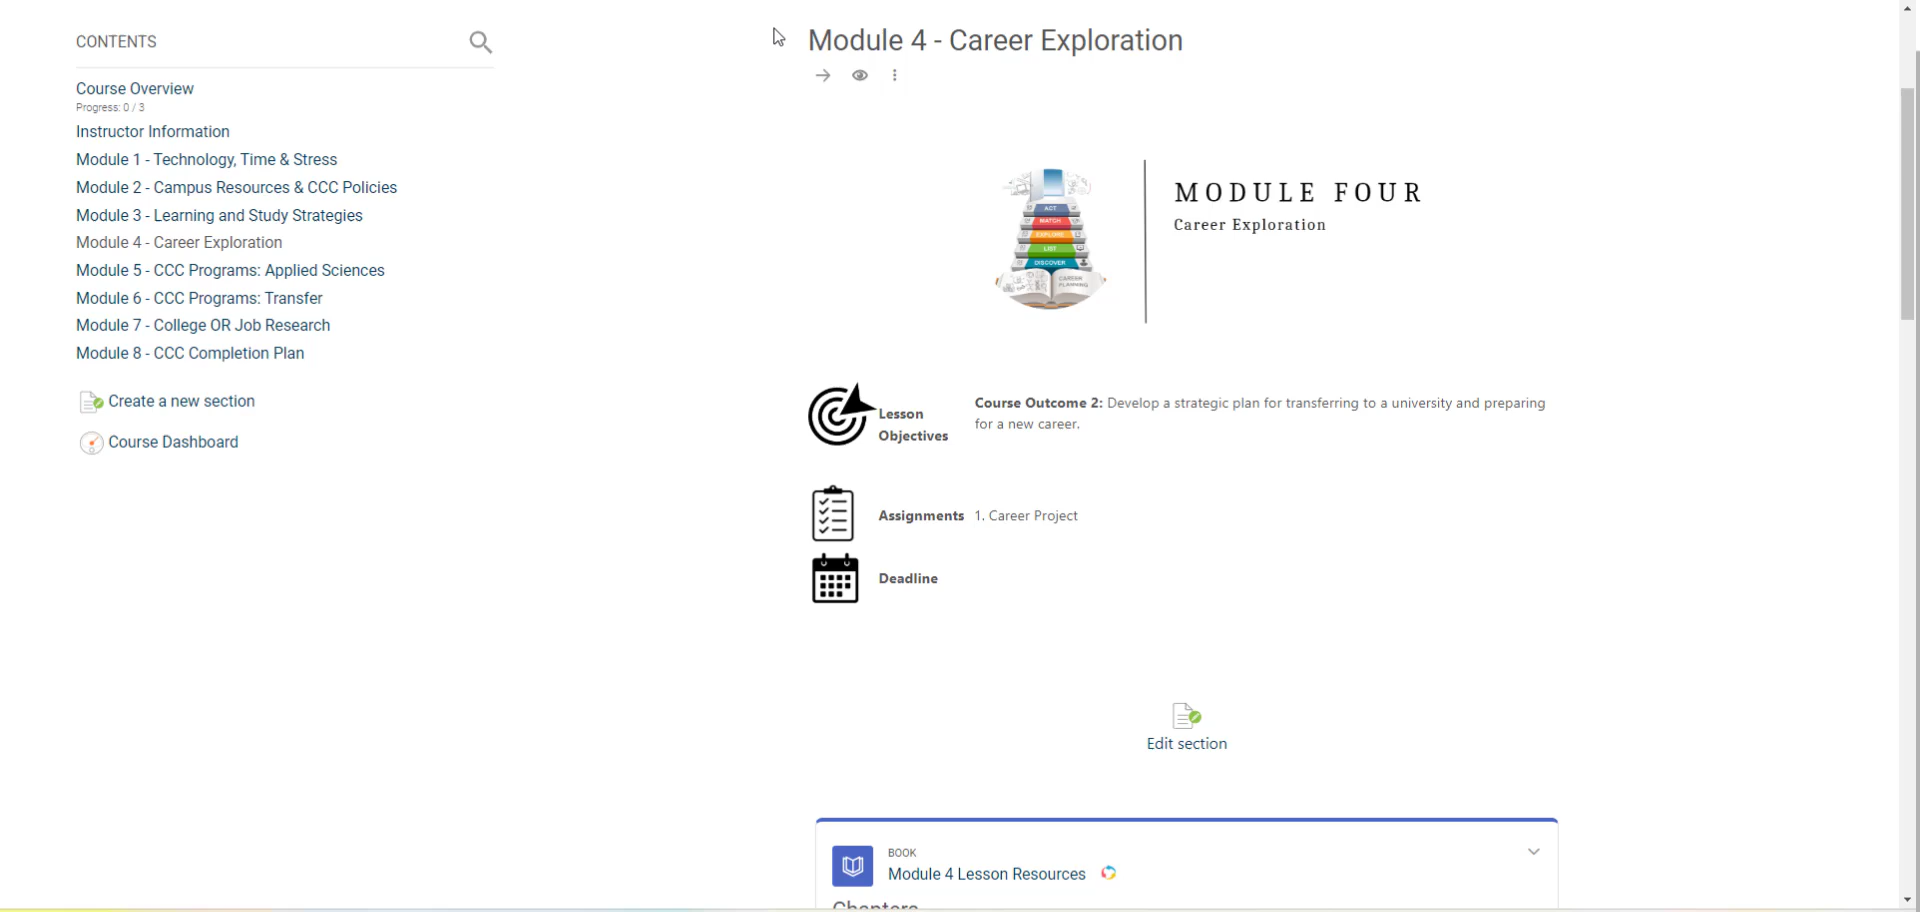 CONTENTS
Course Overview
Progress: 0 / 3
Instructor Information
Module 1 - Technology, Time & Stress
Module 2 - Campus Resources & CCC Policies
Module 3 - Learning and Study Strategies
Module 4 - Career Exploration
Module 5 - CCC Programs: Applied Sciences
Module 6 - CCC Programs: Transfer
Module 7 - College OR Job Research
Module 8 - CCC Completion Plan
Create a new section
Course Dashboard
Module 4 - Career Exploration
ACT
MATCH
EXPLORE
LIST
DISCOVER
CAREER
PLANNING
MODULE FOUR
Career Exploration
Lesson
Objectives
Course Outcome 2: Develop a strategic plan for transferring to a university and preparing
for a new career.
Assignments 1. Career Project
Deadline
Edit section
BOOK
Module 4 Lesson Resources
Chapters